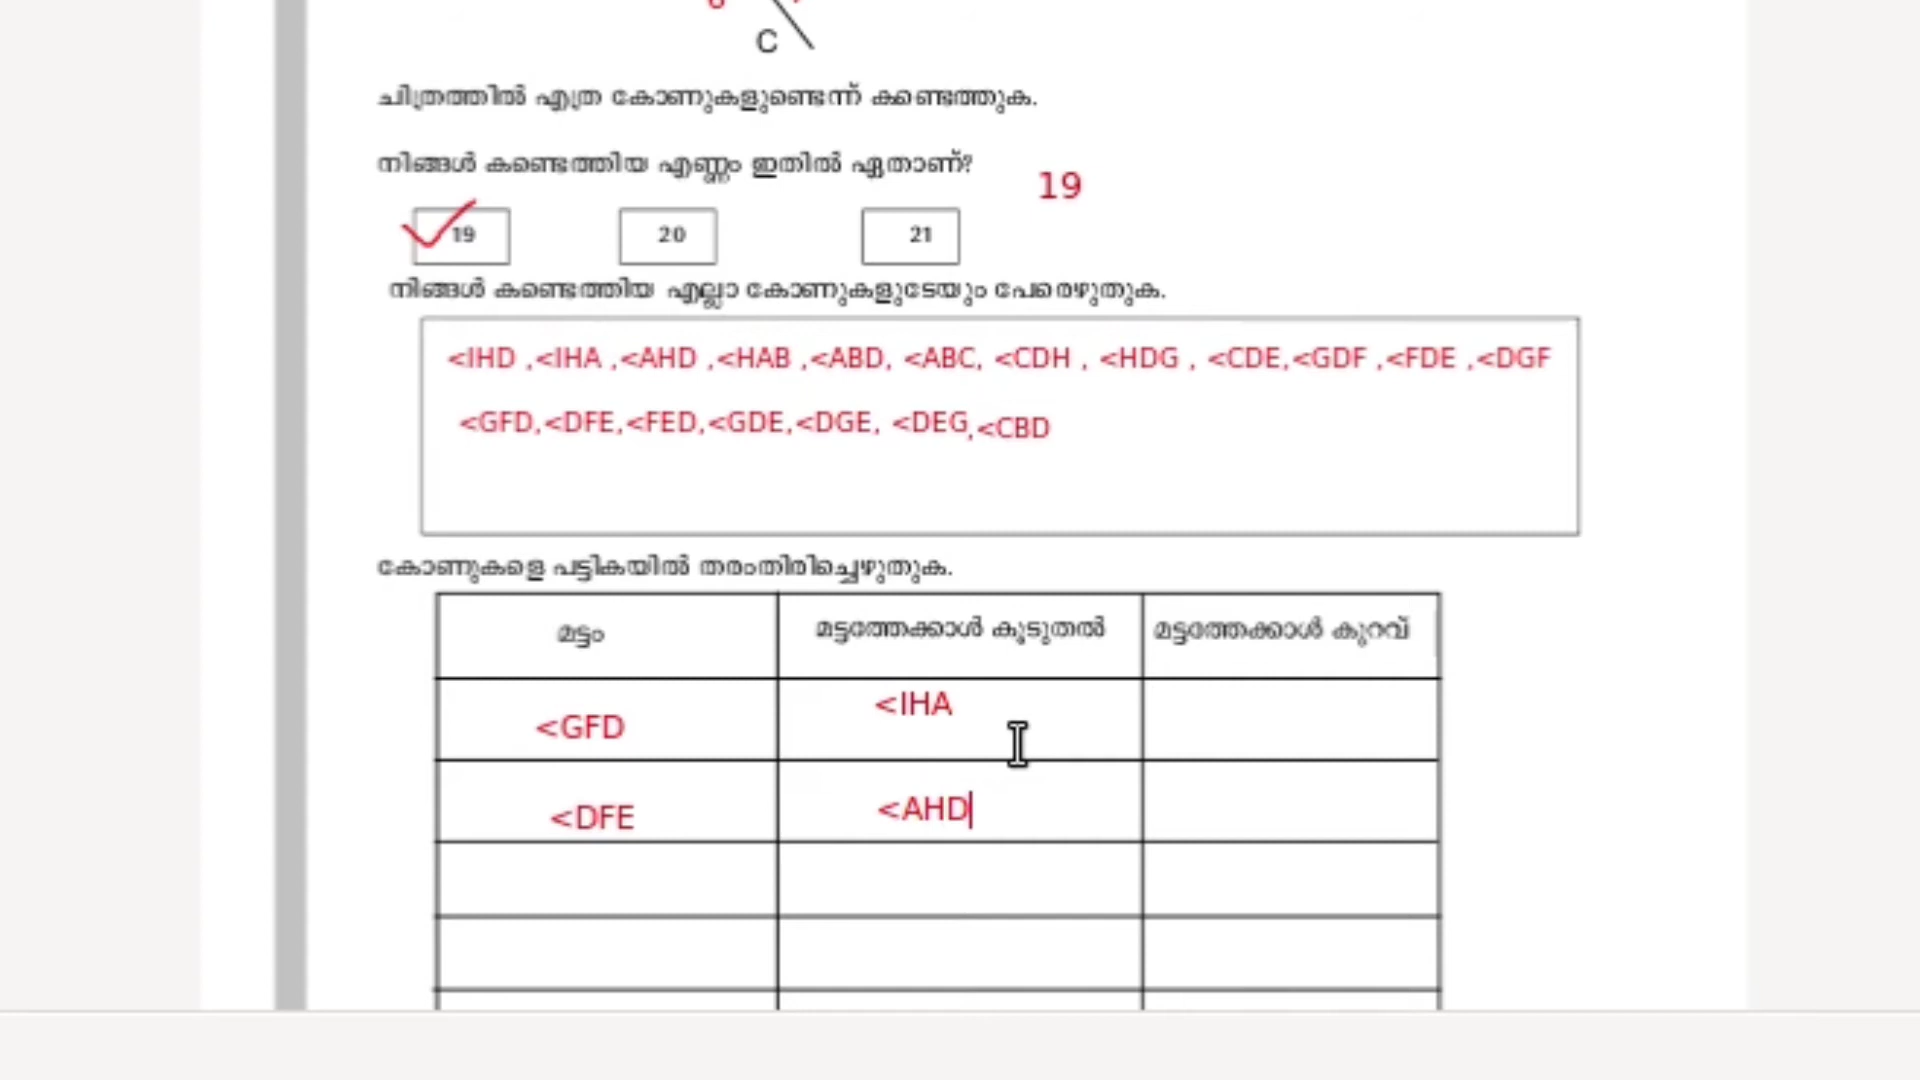 C
ചിത്രത്തിൽ എത്ര കോണുകളുണ്ടെന്ന് കണ്ടെത്തുക.
നിങ്ങൾ കണ്ടെത്തിയ എണ്ണം ഇതിൽ ഏതാണ്?
19
19 20 21
നിങ്ങൾ കണ്ടെത്തിയ എല്ലാ കോണുകളുടേയും പേരെഴുതുക.
<IHD ,<IHA ,<AHD ,<HAB ,<ABD, <ABC, <CDH , <HDG , <CDE,<GDF ,<FDE ,<DGF
<GFD,<DFE,<FED,<GDE,<DGE, <DEG,<CBD
കോണുകളെ പട്ടികയിൽ തരംതിരിച്ചെഴുതുക.
മട്ടം മട്ടത്തേക്കാൾ കൂടുതൽ മട്ടത്തേക്കാൾ കുറവ്
<GFD <IHA
<DFE <AHD